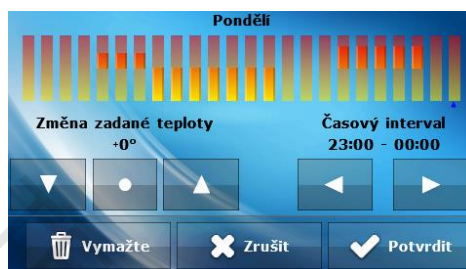 Pondělí
Změna zadané teploty
+0°
Časový interval
23:00 - 00:00
Vymažte
Zrušit
Potvrdit